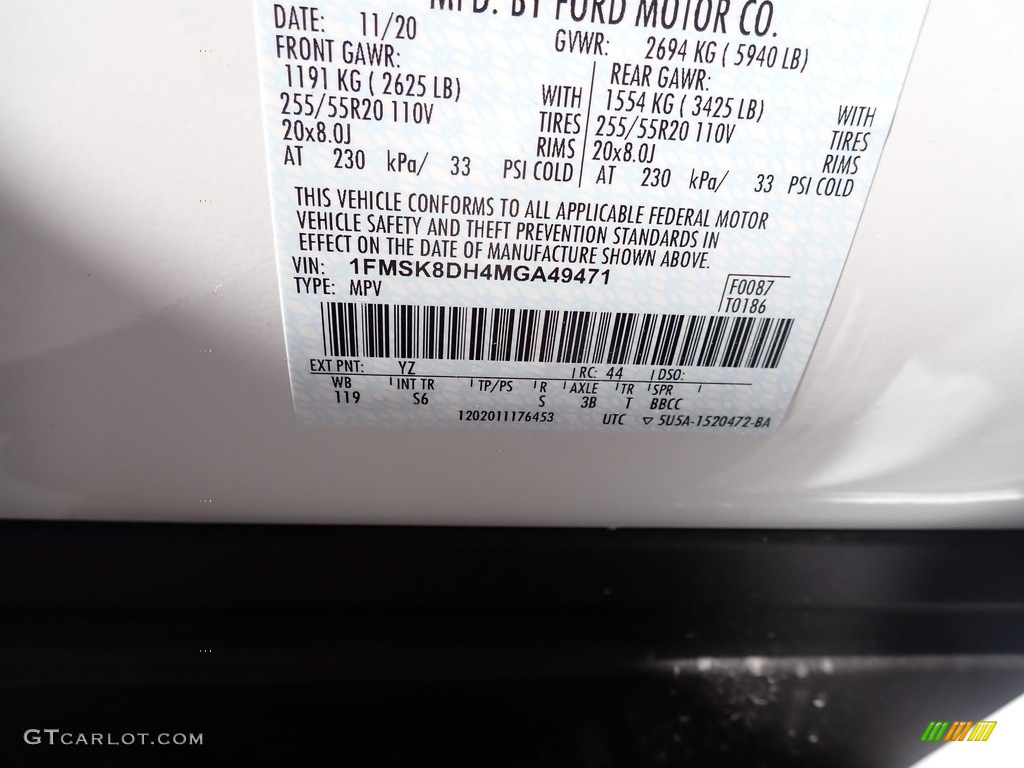 MFD. BY FORD MOTOR CO.
DATE: 11/20 GVWR: 2694 KG ( 5940 LB)
FRONT GAWR: REAR GAWR:
1191 KG ( 2625 LB) WITH 1554 KG ( 3425 LB) WITH
255/55R20 110V TIRES 255/55R20 110V TIRES
20x8.0J RIMS 20x8.0J RIMS
AT 230 kPa/ 33 PSI COLD AT 230 kPa/ 33 PSI COLD
THIS VEHICLE CONFORMS TO ALL APPLICABLE FEDERAL MOTOR
VEHICLE SAFETY AND THEFT PREVENTION STANDARDS IN
EFFECT ON THE DATE OF MANUFACTURE SHOWN ABOVE.
VIN: 1FMSK8DH4MGA49471
TYPE: MPV
F0087
T0186
EXT PNT: YZ RC: 44 DSO:
WB INT TR TP/PS R AXLE TR SPR
119 S6 S 3B T BBCC
1202011176453 UTC ▽ 5U5A-1520472-BA
GTCARLOT.COM